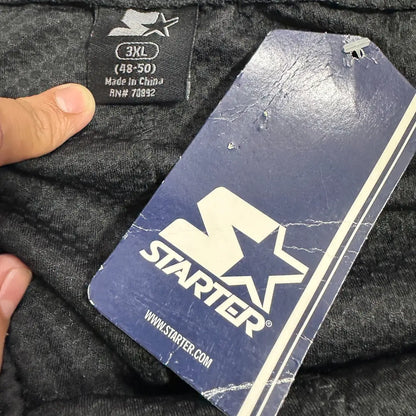 3XL
(48-50)
Made in China
RN# 70892
STARTER®
WWW.STARTER.COM